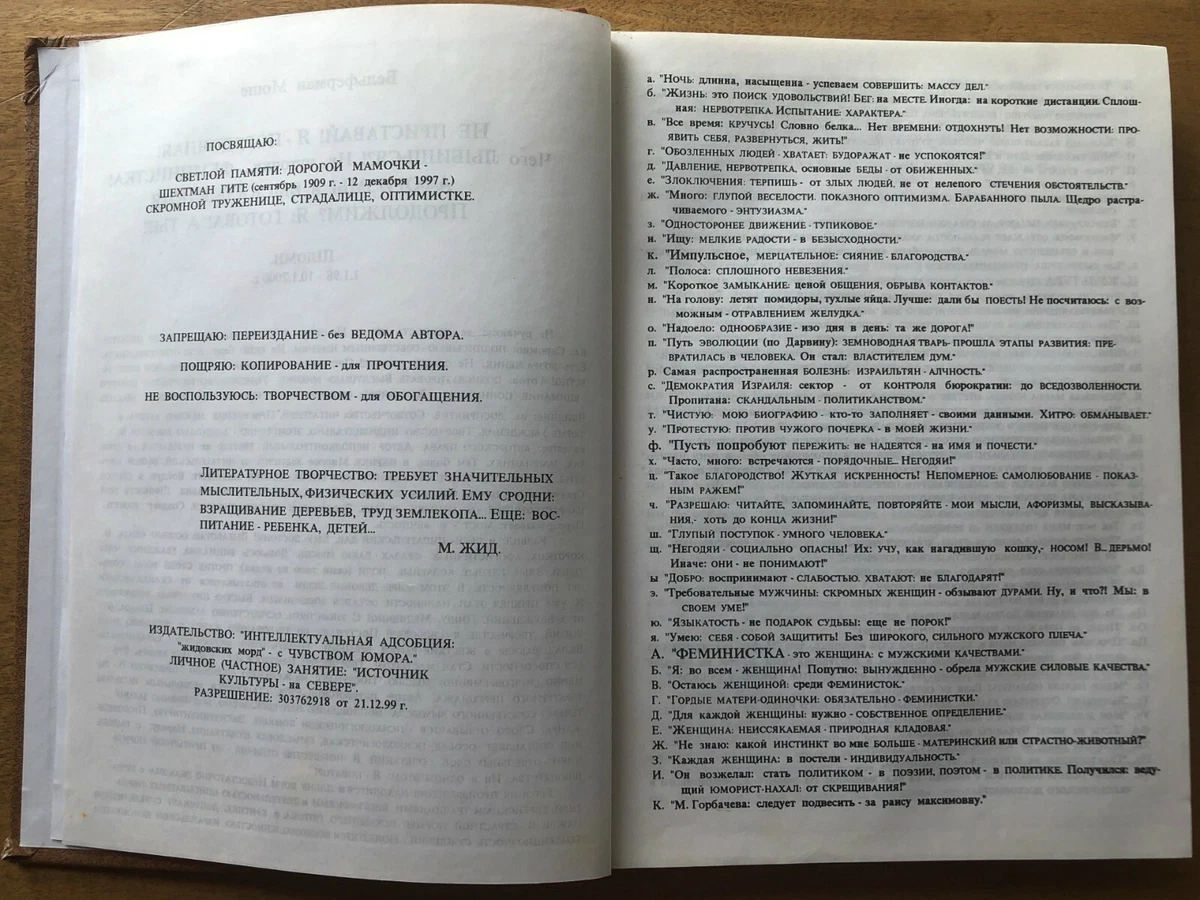 ПОСВЯЩАЮ:
СВЕТЛОЙ ПАМЯТИ: ДОРОГОЙ МАМОЧКИ -
ШЕХТМАН ГИТЕ (сентябрь 1909 г. - 12 декабря 1997 г.)
СКРОМНОЙ ТРУЖЕНИЦЕ, СТРАДАЛИЦЕ, ОПТИМИСТКЕ.
ЗАПРЕЩАЮ: ПЕРЕИЗДАНИЕ - без ВЕДОМА АВТОРА.
ПОЩРЯЮ: КОПИРОВАНИЕ - для ПРОЧТЕНИЯ.
НЕ ВОСПОЛЬЗУЮСЬ: ТВОРЧЕСТВОМ - для ОБОГАЩЕНИЯ.
ЛИТЕРАТУРНОЕ ТВОРЧЕСТВО: ТРЕБУЕТ ЗНАЧИТЕЛЬНЫХ
МЫСЛИТЕЛЬНЫХ, ФИЗИЧЕСКИХ УСИЛИЙ. ЕМУ СРОДНИ:
ВЗРАЩИВАНИЕ ДЕРЕВЬЕВ, ТРУД ЗЕМЛЕКОПА... ЕЩЕ: ВОС-
ПИТАНИЕ - РЕБЕНКА, ДЕТЕЙ...
М. ЖИД.
ИЗДАТЕЛЬСТВО: "ИНТЕЛЛЕКТУАЛЬНАЯ АДСОБЦИЯ:
"жидовских морд" - с ЧУВСТВОМ ЮМОРА."
ЛИЧНОЕ (ЧАСТНОЕ) ЗАНЯТИЕ: "ИСТОЧНИК
КУЛЬТУРЫ - на СЕВЕРЕ".
РАЗРЕШЕНИЕ: 303762918 от 21.12.99 г.
а. "Ночь: длинна, насыщенна - успеваем СОВЕРШИТЬ: МАССУ ДЕЛ."
б. "ЖИЗНЬ: это ПОИСК УДОВОЛЬСТВИЙ! БЕГ: на МЕСТЕ. Иногда: на короткие дистанции. Сплош-
ная: НЕРВОТРЕПКА. Испытание: ХАРАКТЕРА."
в. "Все время: КРУЧУСЬ! Словно белка... Нет ВРЕМЕНИ: ОТДОХНУТЬ! Нет ВОЗМОЖНОСТИ: ПРО-
ЯВИТЬ СЕБЯ, РАЗВЕРНУТЬСЯ, ЖИТЬ!"
г. "ОБОЗЛЕННЫХ ЛЮДЕЙ - ХВАТАЕТ: БУДОРАЖАТ - не УСПОКОЯТСЯ!"
д. "ДАВЛЕНИЕ, НЕРВОТРЕПКА, основные БЕДЫ - ОТ ОБИЖЕННЫХ."
е. "ЗЛОКЛЮЧЕНИЯ: ТЕРПИШЬ - от ЗЛЫХ ЛЮДЕЙ, не от нелепого СТЕЧЕНИЯ ОБСТОЯТЕЛЬСТВ."
ж. "Много: ГЛУПОЙ ВЕСЕЛОСТИ. ПОКАЗНОГО ОПТИМИЗМА. Барабанного ПЫЛА. Щедро растра-
чиваемого - ЭНТУЗИАЗМА."
з. "ОДНОСТОРОНЕЕ ДВИЖЕНИЕ - ТУПИКОВОЕ."
и. "Ищу: МЕЛКИЕ РАДОСТИ - в БЕЗЫСХОДНОСТИ."
к. "Импульсное, МЕРЦАТЕЛЬНОЕ: СИЯНИЕ - БЛАГОРОДСТВА."
л. "Полоса: СПЛОШНОГО НЕВЕЗЕНИЯ."
м. "Короткое ЗАМЫКАНИЕ: ценой ОБЩЕНИЯ, ОБРЫВА КОНТАКТОВ."
н. "На голову: летят помидоры, тухлые яйца. Лучше: дали бы ПОЕСТЬ! Не посчитаюсь: с воз-
можным - ОТРАВЛЕНИЕМ ЖЕЛУДКА."
о. "Надоело: ОДНООБРАЗИЕ - изо дня в день: та же ДОРОГА!"
п. "Путь ЭВОЛЮЦИИ (по Дарвину): ЗЕМНОВОДНАЯ ТВАРЬ - ПРОШЛА ЭТАПЫ РАЗВИТИЯ: ПРЕ-
ВРАТИЛАСЬ в ЧЕЛОВЕКА. Он стал: ВЛАСТИТЕЛЕМ ДУМ."
р. Самая распространенная БОЛЕЗНЬ: ИЗРАИЛЬТЯН - АЛЧНОСТЬ."
с. "ДЕМОКРАТИЯ ИЗРАИЛЯ: сектор - от КОНТРОЛЯ бюрократии: до ВСЕДОЗВОЛЕННОСТИ.
Пропитана: СКАНДАЛЬНЫМ - ПОЛИТИКАНСТВОМ."
т. "ЧИСТУЮ: МОЮ БИОГРАФИЮ - кто-то ЗАПОЛНЯЕТ - своими ДАННЫМИ. Хитро: ОБМАНЫВАЕТ."
у. "ПРОТЕСТУЮ: ПРОТИВ ЧУЖОГО ПОЧЕРКА - в МОЕЙ ЖИЗНИ."
ф. "Пусть попробуют ПЕРЕЖИТЬ: не НАДЕЯТСЯ - на ИМЯ и ПОЧЕСТИ."
х. "Часто, много: встречаются - ПОРЯДОЧНЫЕ... НЕГОДЯИ!"
ц. "Такое БЛАГОРОДСТВО! ЖУТКАЯ ИСКРЕННОСТЬ! НЕПОМЕРНОЕ: САМОЛЮБОВАНИЕ - ПОКАЗ-
НЫМ РАЖЕМ!"
ч. "РАЗРЕШАЮ: ЧИТАЙТЕ, ЗАПОМИНАЙТЕ, ПОВТОРЯЙТЕ - МОИ МЫСЛИ, АФОРИЗМЫ, ВЫСКАЗЫВА-
НИЯ,- ХОТЬ ДО КОНЦА ЖИЗНИ!"
ш. "ГЛУПЫЙ ПОСТУПОК - УМНОГО ЧЕЛОВЕКА."
щ. "НЕГОДЯИ - СОЦИАЛЬНО ОПАСНЫ! Их: УЧУ, как НАГАДИВШУЮ КОШКУ,- НОСОМ! В... ДЕРЬМО!
Иначе: ОНИ - не ПОНИМАЮТ!"
ы "ДОБРО: ВОСПРИНИМАЮТ - СЛАБОСТЬЮ. ХВАТАЮТ: не БЛАГОДАРЯТ!"
э. "Требовательные МУЖЧИНЫ: СКРОМНЫХ ЖЕНЩИН - ОБЗЫВАЮТ ДУРАМИ. Ну, и что?! МЫ: в
СВОЕМ УМЕ!"
ю. "ЯЗЫКАТОСТЬ - не ПОДАРОК СУДЬБЫ: еще не ПОРОК!"
я. "Умею: СЕБЯ - СОБОЙ ЗАЩИТИТЬ! Без ШИРОКОГО, СИЛЬНОГО МУЖСКОГО ПЛЕЧА."
А. "ФЕМИНИСТКА - ЭТО ЖЕНЩИНА: С МУЖСКИМИ КАЧЕСТВАМИ."
Б. "Я: во всем - ЖЕНЩИНА! Попутно: ВЫНУЖДЕННО - обрела МУЖСКИЕ СИЛОВЫЕ КАЧЕСТВА."
В. "Остаюсь ЖЕНЩИНОЙ: среди ФЕМИНИСТОК."
Г. "ГОРДЫЕ МАТЕРИ-ОДИНОЧКИ: ОБЯЗАТЕЛЬНО - ФЕМИНИСТКИ."
Д. "Для каждой ЖЕНЩИНЫ: НУЖНО - СОБСТВЕННОЕ ОПРЕДЕЛЕНИЕ."
Е. "ЖЕНЩИНА: НЕИССЯКАЕМАЯ - ПРИРОДНАЯ КЛАДОВАЯ."
Ж. "Не знаю: какой ИНСТИНКТ во мне БОЛЬШЕ - МАТЕРИНСКИЙ или СТРАСТНО-ЖИВОТНЫЙ?"
З. "Каждая ЖЕНЩИНА: в постели - ИНДИВИДУАЛЬНОСТЬ."
И. "Он возжелал: стать ПОЛИТИКОМ - в ПОЭЗИИ, ПОЭТОМ - в ПОЛИТИКЕ. Получился: веду-
щий ЮМОРИСТ-НАХАЛ: от СКРЕЩИВАНИЯ!"
К. "М. Горбачева: следует подвесить - за раису максимовну."